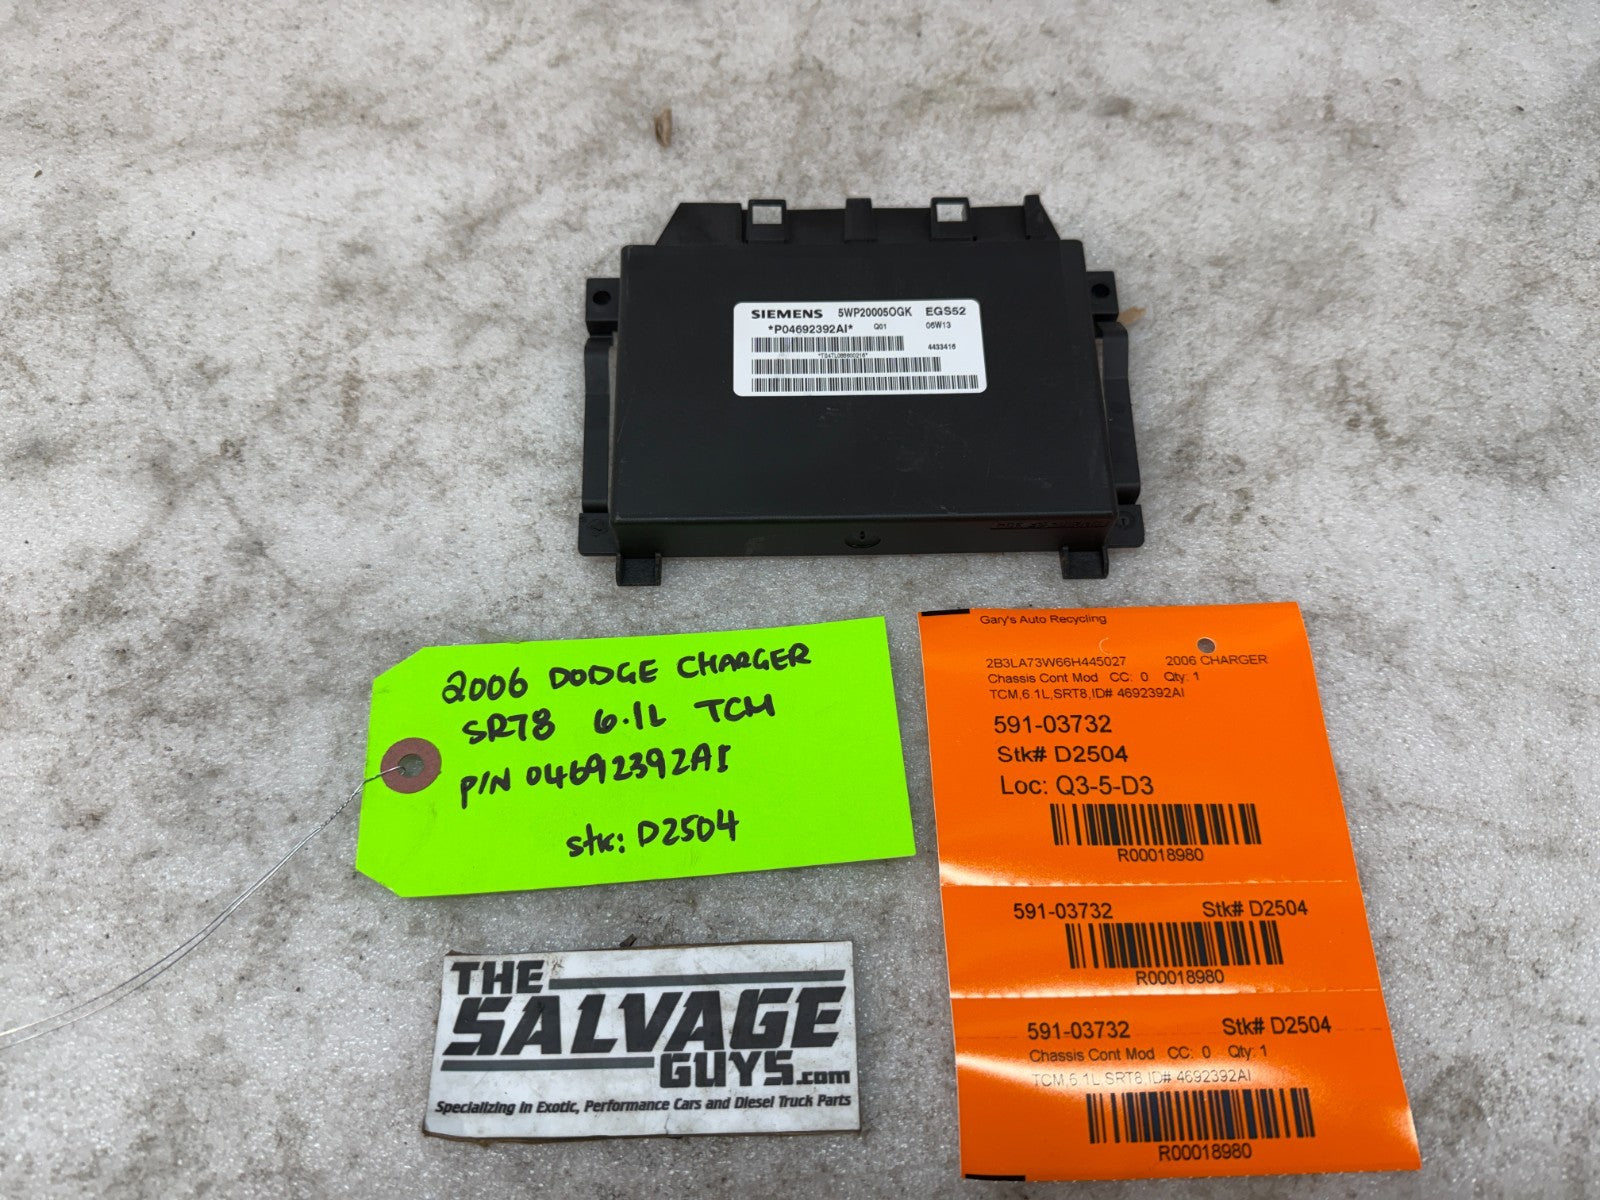 SIEMENS 5WP20005OGK EGS52
*P04692392AI* Q01 06W13
4433416
2006 DODGE CHARGER
SRT8 6.1L TCM
P/N 04692392AI
stk: D2504
Gary's Auto Recycling
2B3LA73W66H445027 2006 CHARGER
Chassis Cont Mod CC: 0 Qty: 1
TCM,6.1L,SRT8,ID# 4692392AI
591-03732
Stk# D2504
Loc: Q3-5-D3
R00018980
591-03732 Stk# D2504
R00018980
591-03732 Stk# D2504
Chassis Cont Mod CC: 0 Qty: 1
TCM,6.1L,SRT8,ID# 4692392AI
R00018980
THE
SALVAGE
GUYS.com
Specializing in Exotic, Performance Cars and Diesel Truck Parts